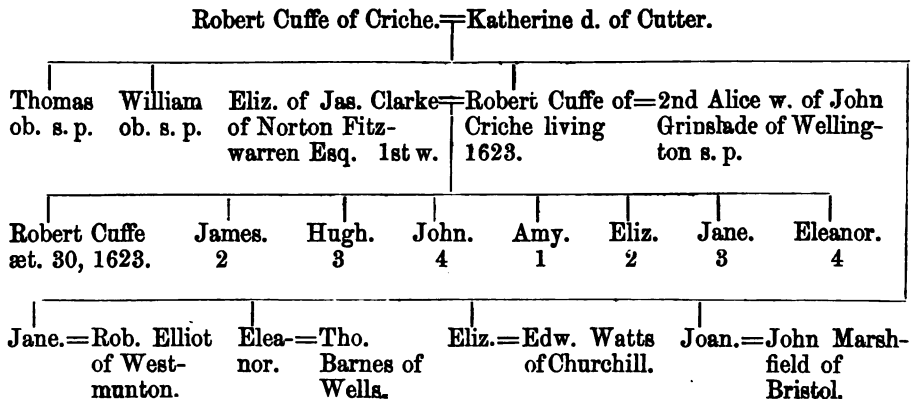 Robert Cuffe of Criche.=Katherine d. of Cutter.
Thomas William Eliz. of Jas. Clarke=Robert Cuffe of=2nd Alice w. of John
ob. s. p. ob. s. p. of Norton Fitz- Criche living Grinslade of Welling-
warren Esq. 1st w. 1623. ton s. p.
Robert Cuffe James. Hugh. John. Amy. Eliz. Jane. Eleanor.
æt. 30, 1623. 2 3 4 1 2 3 4
Jane.=Rob. Elliot Elea-=Tho. Eliz.=Edw. Watts Joan.=John Marsh-
of West- nor. Barnes of of Churchill. field of
munton. Wells. Bristol.